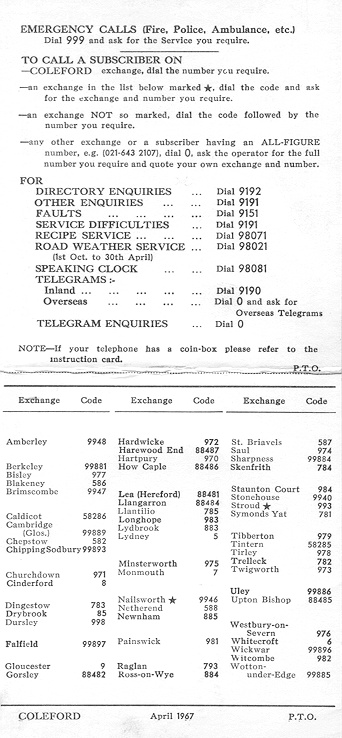 EMERGENCY CALLS (Fire, Police, Ambulance, etc.)
Dial 999 and ask for the Service you require.
TO CALL A SUBSCRIBER ON
—COLEFORD exchange, dial the number you require.
—an exchange in the list below marked ★, dial the code and ask
for the exchange and number you require.
—an exchange NOT so marked, dial the code followed by the
number you require.
—any other exchange or a subscriber having an ALL-FIGURE
number, e.g. (021-643 2107), dial 0, ask the operator for the full
number you require and quote your own exchange and number.
FOR
DIRECTORY ENQUIRIES ... Dial 9192
OTHER ENQUIRIES ... ... Dial 9191
FAULTS ... ... ... ... Dial 9151
SERVICE DIFFICULTIES ... Dial 9191
RECIPE SERVICE ... ... ... Dial 98071
ROAD WEATHER SERVICE ... Dial 98021
(1st Oct. to 30th April)
SPEAKING CLOCK ... Dial 98081
TELEGRAMS :-
Inland ... ... ... ... Dial 9190
Overseas ... ... ... Dial 0 and ask for
Overseas Telegrams
TELEGRAM ENQUIRIES ... Dial 0
NOTE—If your telephone has a coin-box please refer to the
instruction card.
P.T.O.
Exchange Code Exchange Code Exchange Code
Amberley 9948 Hardwicke 972 St. Briavels 587
Harewood End 88487 Saul 974
Hartpury 970 Sharpness 99884
Berkeley 99881 How Caple 88486 Skenfrith 784
Bisley 977
Blakeney 586 Staunton Court 984
Brimscombe 9947 Lea (Hereford) 88481 Stonehouse 9940
Llangarron 88484 Stroud ★ 993
Caldicot 58286 Llantilio 785 Symonds Yat 781
Cambridge Longhope 983
(Glos.) 99889 Lydbrook 883 Tibberton 979
Chepstow 582 Lydney 5 Tintern 58285
Chipping Sodbury 99893 Tirley 978
Minsterworth 975 Trelleck 782
Churchdown 971 Monmouth 7 Twigworth 973
Cinderford 8
Uley 99886
Dingestow 783 Nailsworth ★ 9946 Upton Bishop 88485
Drybrook 85 Netherend 588
Dursley 998 Newnham 885
Westbury-on-
Severn 976
Falfield 99897 Painswick 981 Whitecroft 6
Wickwar 99896
Witcombe 982
Gloucester 9 Raglan 793 Wotton-
Gorsley 88482 Ross-on-Wye 884 under-Edge 99885
COLEFORD April 1967 P.T.O.